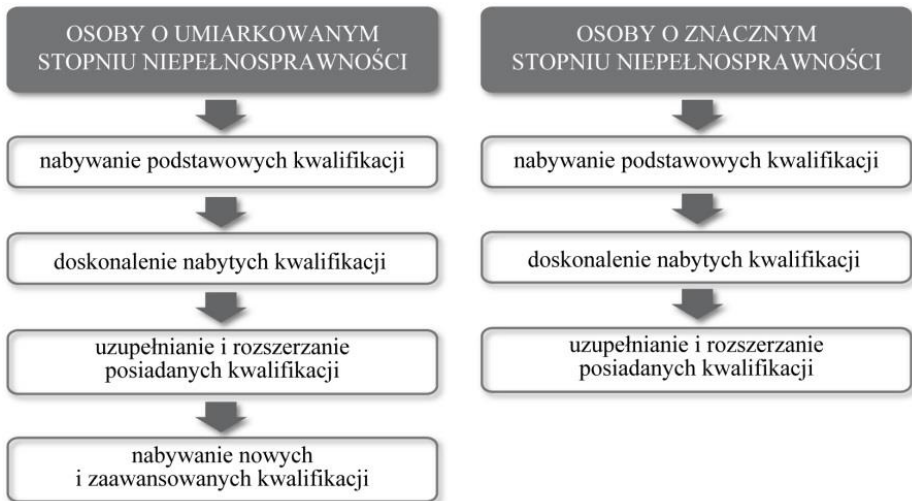 OSOBY O UMIARKOWANYM
STOPNIU NIEPEŁNOSPRAWNOŚCI
nabywanie podstawowych kwalifikacji
doskonalenie nabytych kwalifikacji
uzupełnianie i rozszerzanie
posiadanych kwalifikacji
nabywanie nowych
i zaawansowanych kwalifikacji
OSOBY O ZNACZNYM
STOPNIU NIEPEŁNOSPRAWNOŚCI
nabywanie podstawowych kwalifikacji
doskonalenie nabytych kwalifikacji
uzupełnianie i rozszerzanie
posiadanych kwalifikacji